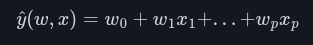 ŷ(w, x) = w₀ + w₁x₁+...+wₚxₚ